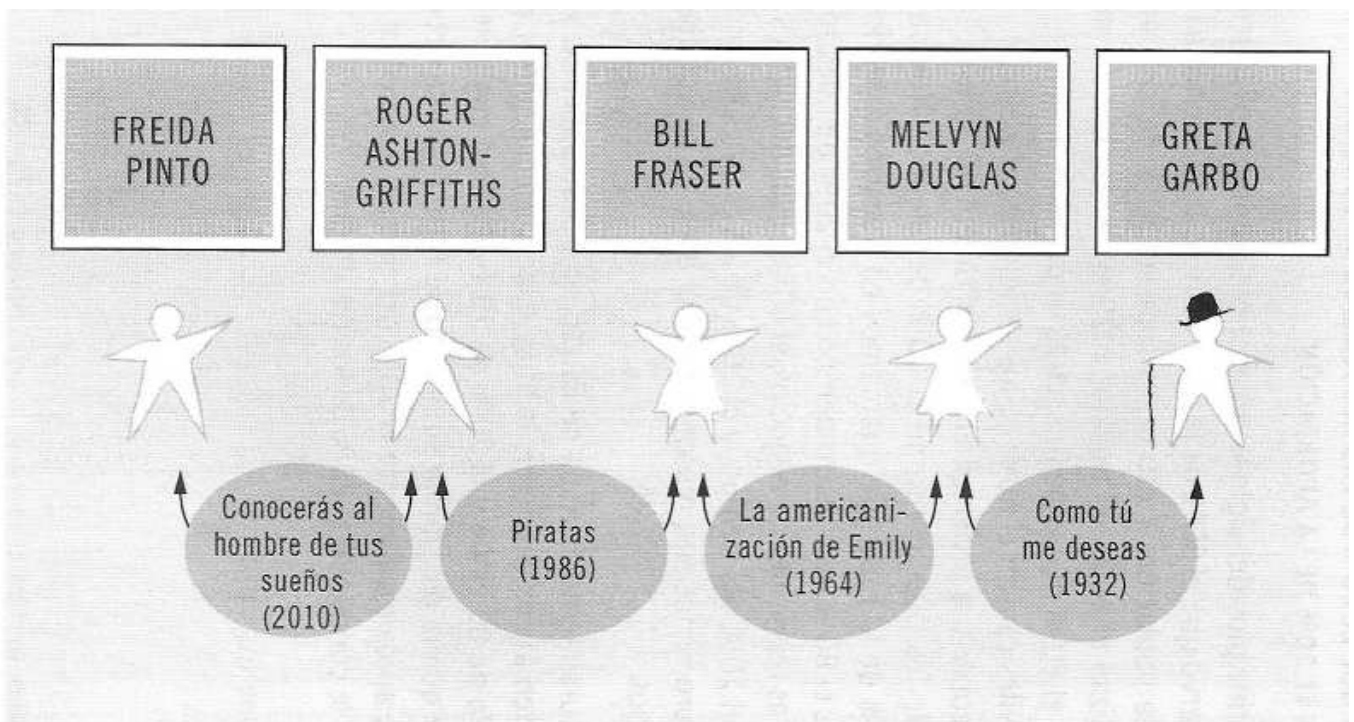 FREIDA
PINTO
ROGER
ASHTON-
GRIFFITHS
BILL
FRASER
MELVYN
DOUGLAS
GRETA
GARBO
Conocerás al
hombre de tus
sueños
(2010)
Piratas
(1986)
La americani-
zación de Emily
(1964)
Como tú
me deseas
(1932)